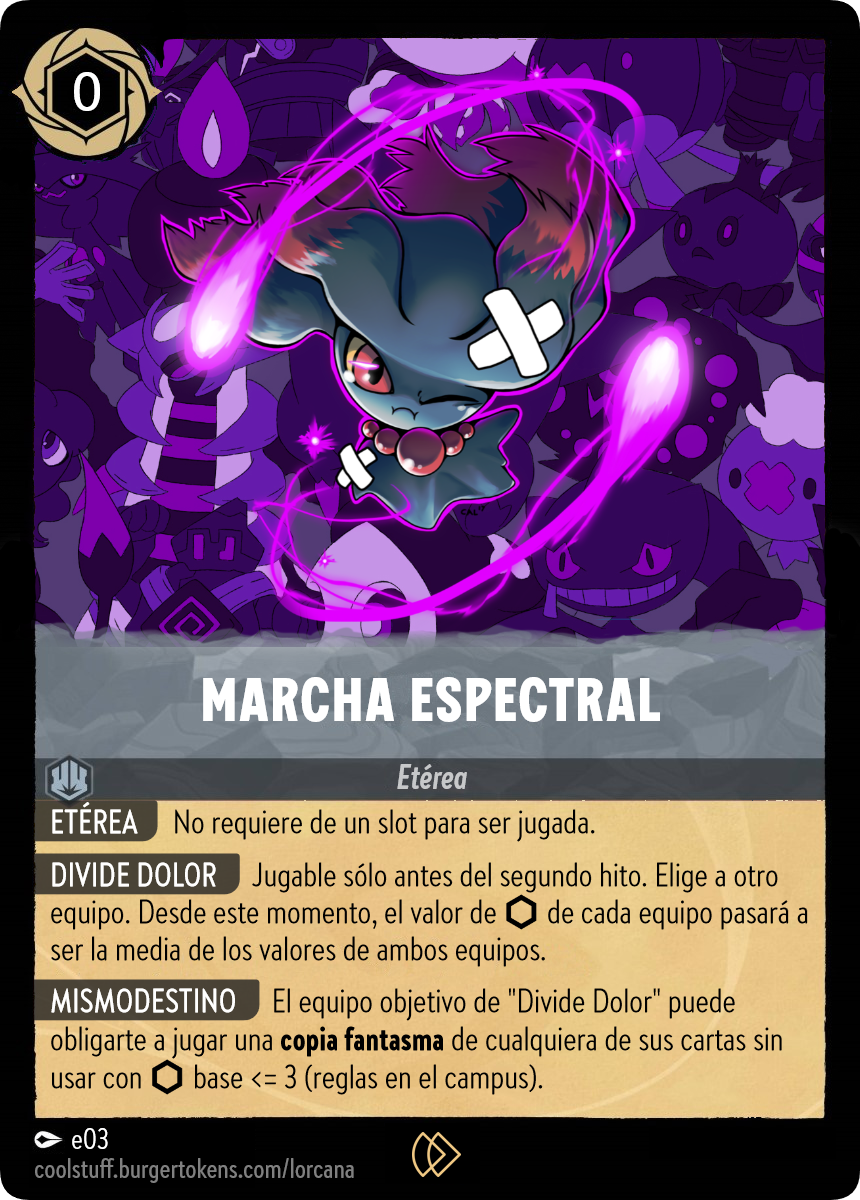 0
MARCHA ESPECTRAL
Etérea
ETÉREA No requiere de un slot para ser jugada.
DIVIDE DOLOR Jugable sólo antes del segundo hito. Elige a otro
equipo. Desde este momento, el valor de ⬡ de cada equipo pasará a
ser la media de los valores de ambos equipos.
MISMODESTINO El equipo objetivo de "Divide Dolor" puede
obligarte a jugar una copia fantasma de cualquiera de sus cartas sin
usar con ⬡ base <= 3 (reglas en el campus).
e03
coolstuff.burgertokens.com/lorcana